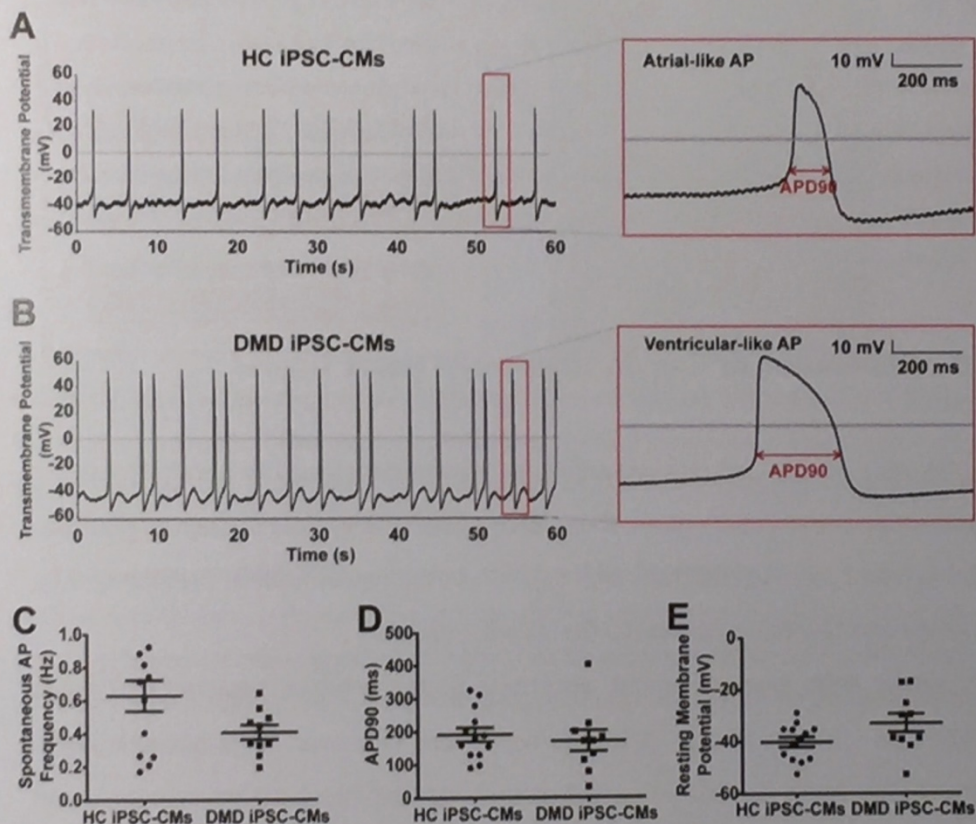 A
HC iPSC-CMs
Transmembrane Potential
(mV)
60
40
20
0
-20
-40
-60
0 10 20 30 40 50 60
Time (s)
Atrial-like AP
10 mV
200 ms
APD90
B
DMD iPSC-CMs
Transmembrane Potential
(mV)
60
40
20
0
-20
-40
-60
0 10 20 30 40 50 60
Time (s)
Ventricular-like AP
10 mV
200 ms
APD90
C
Spontaneous AP
Frequency (Hz)
1.0
0.8
0.6
0.4
0.2
0.0
HC iPSC-CMs DMD iPSC-CMs
D
APD90 (ms)
500
400
300
200
100
0
HC iPSC-CMs DMD iPSC-CMs
E
Resting Membrane
Potential (mV)
0
-20
-40
-60
HC iPSC-CMs DMD iPSC-CMs